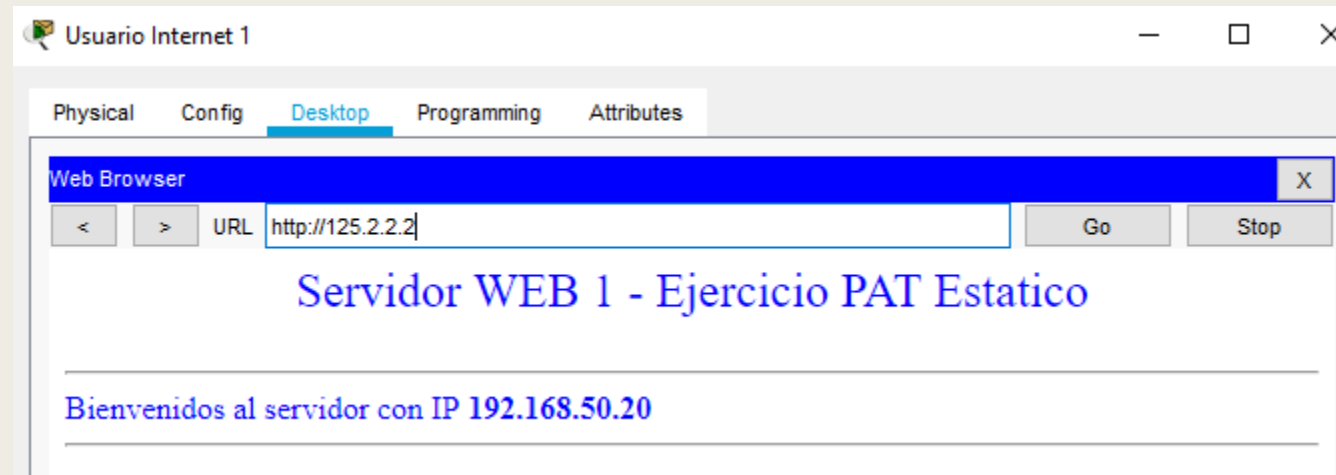 Usuario Internet 1
Physical Config Desktop Programming Attributes
Web Browser X
< > URL http://125.2.2.2 Go Stop
Servidor WEB 1 - Ejercicio PAT Estatico
Bienvenidos al servidor con IP 192.168.50.20